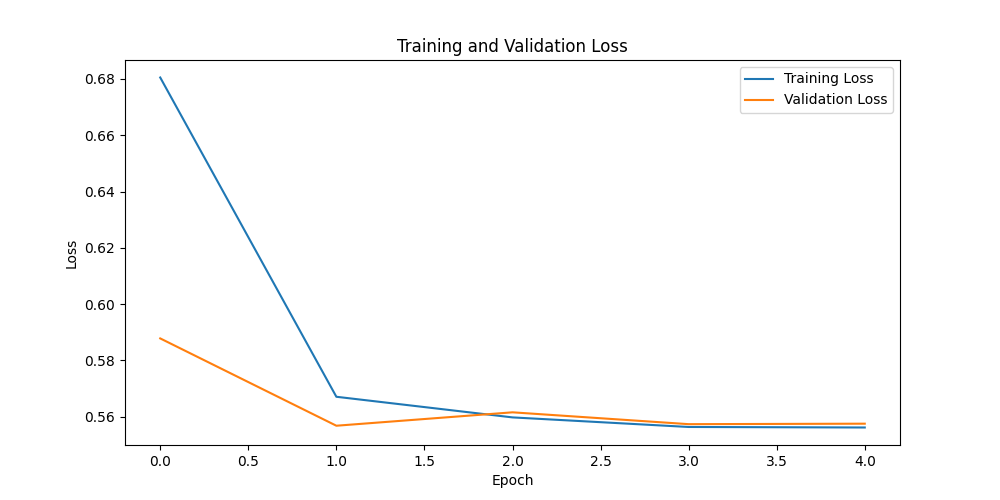 Training and Validation Loss
Training Loss
Validation Loss
0.68
0.66
0.64
0.62
0.60
0.58
0.56
Loss
0.0 0.5 1.0 1.5 2.0 2.5 3.0 3.5 4.0
Epoch